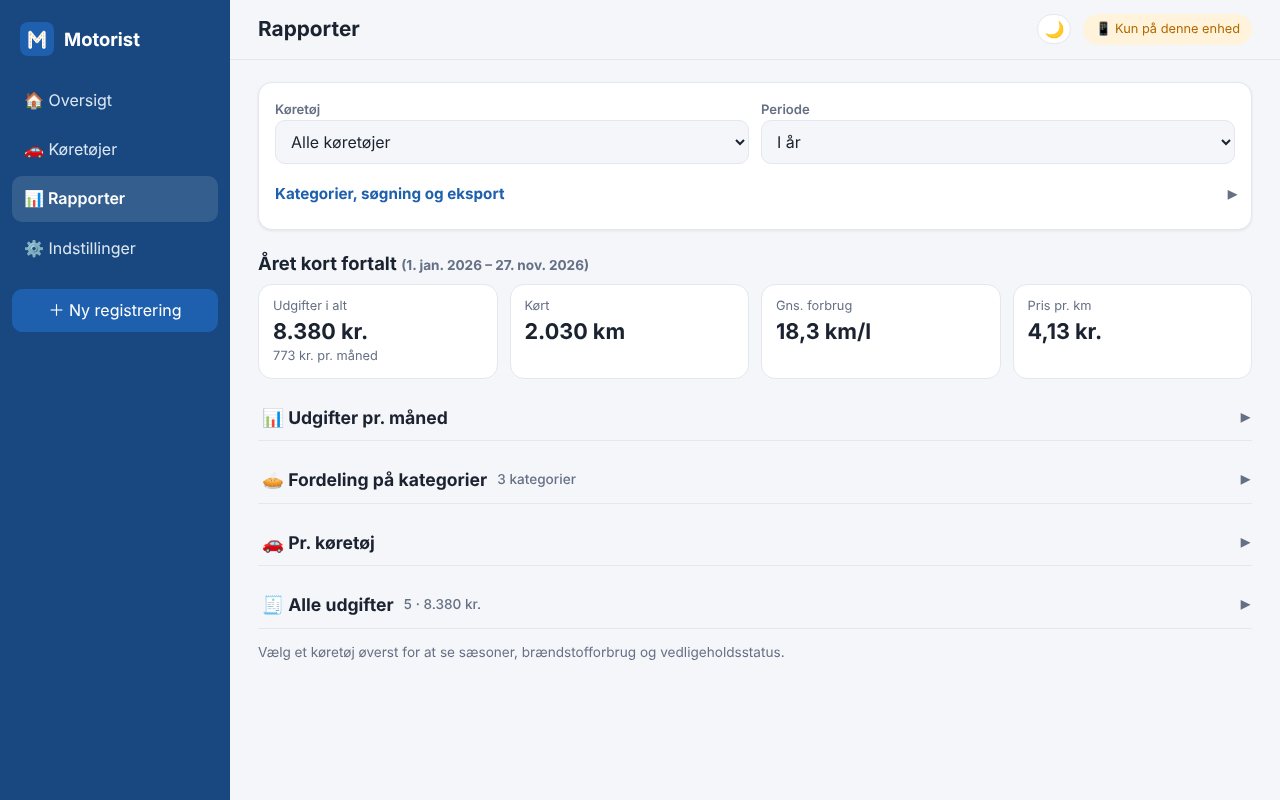 Motorist
Oversigt
Køretøjer
Rapporter
Indstillinger
+ Ny registrering
Rapporter
Kun på denne enhed
Køretøj
Alle køretøjer
Periode
I år
Kategorier, søgning og eksport
Året kort fortalt (1. jan. 2026 – 27. nov. 2026)
Udgifter i alt
8.380 kr.
773 kr. pr. måned
Kørt
2.030 km
Gns. forbrug
18,3 km/l
Pris pr. km
4,13 kr.
Udgifter pr. måned
Fordeling på kategorier 3 kategorier
Pr. køretøj
Alle udgifter 5 · 8.380 kr.
Vælg et køretøj øverst for at se sæsoner, brændstofforbrug og vedligeholdsstatus.